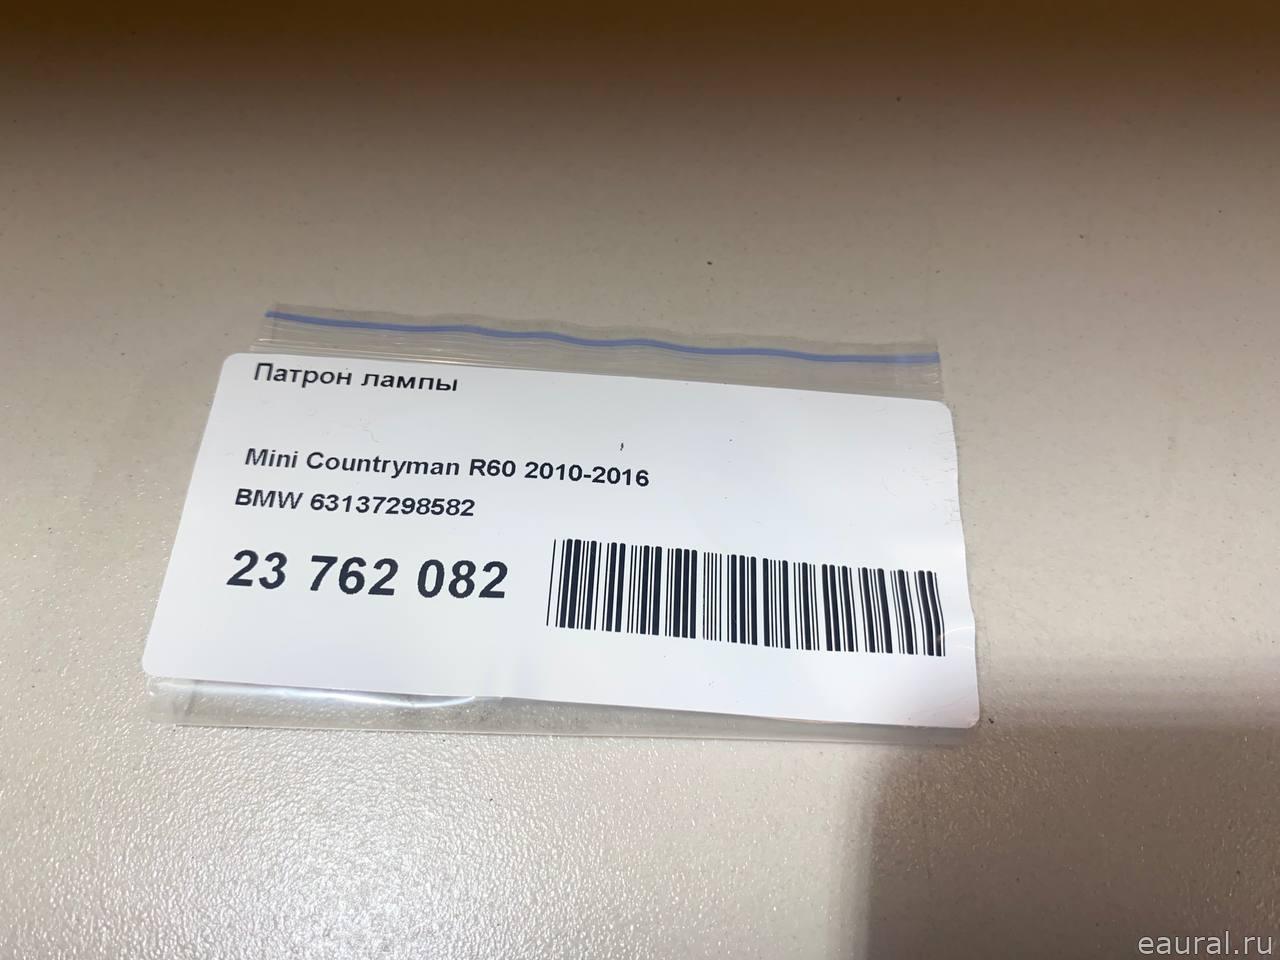 Патрон лампы
Mini Countryman R60 2010-2016
BMW 63137298582
23 762 082
eaural.ru